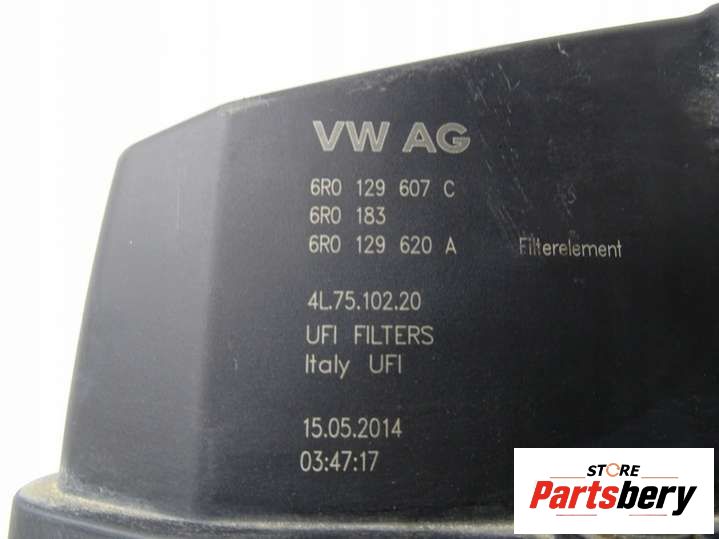 VW AG
6R0 129 607 C
6R0 183
6R0 129 620 A Filterelement
4L.75.102.20
UFI FILTERS
Italy UFI
15.05.2014
03:47:17
STORE
Partsbery